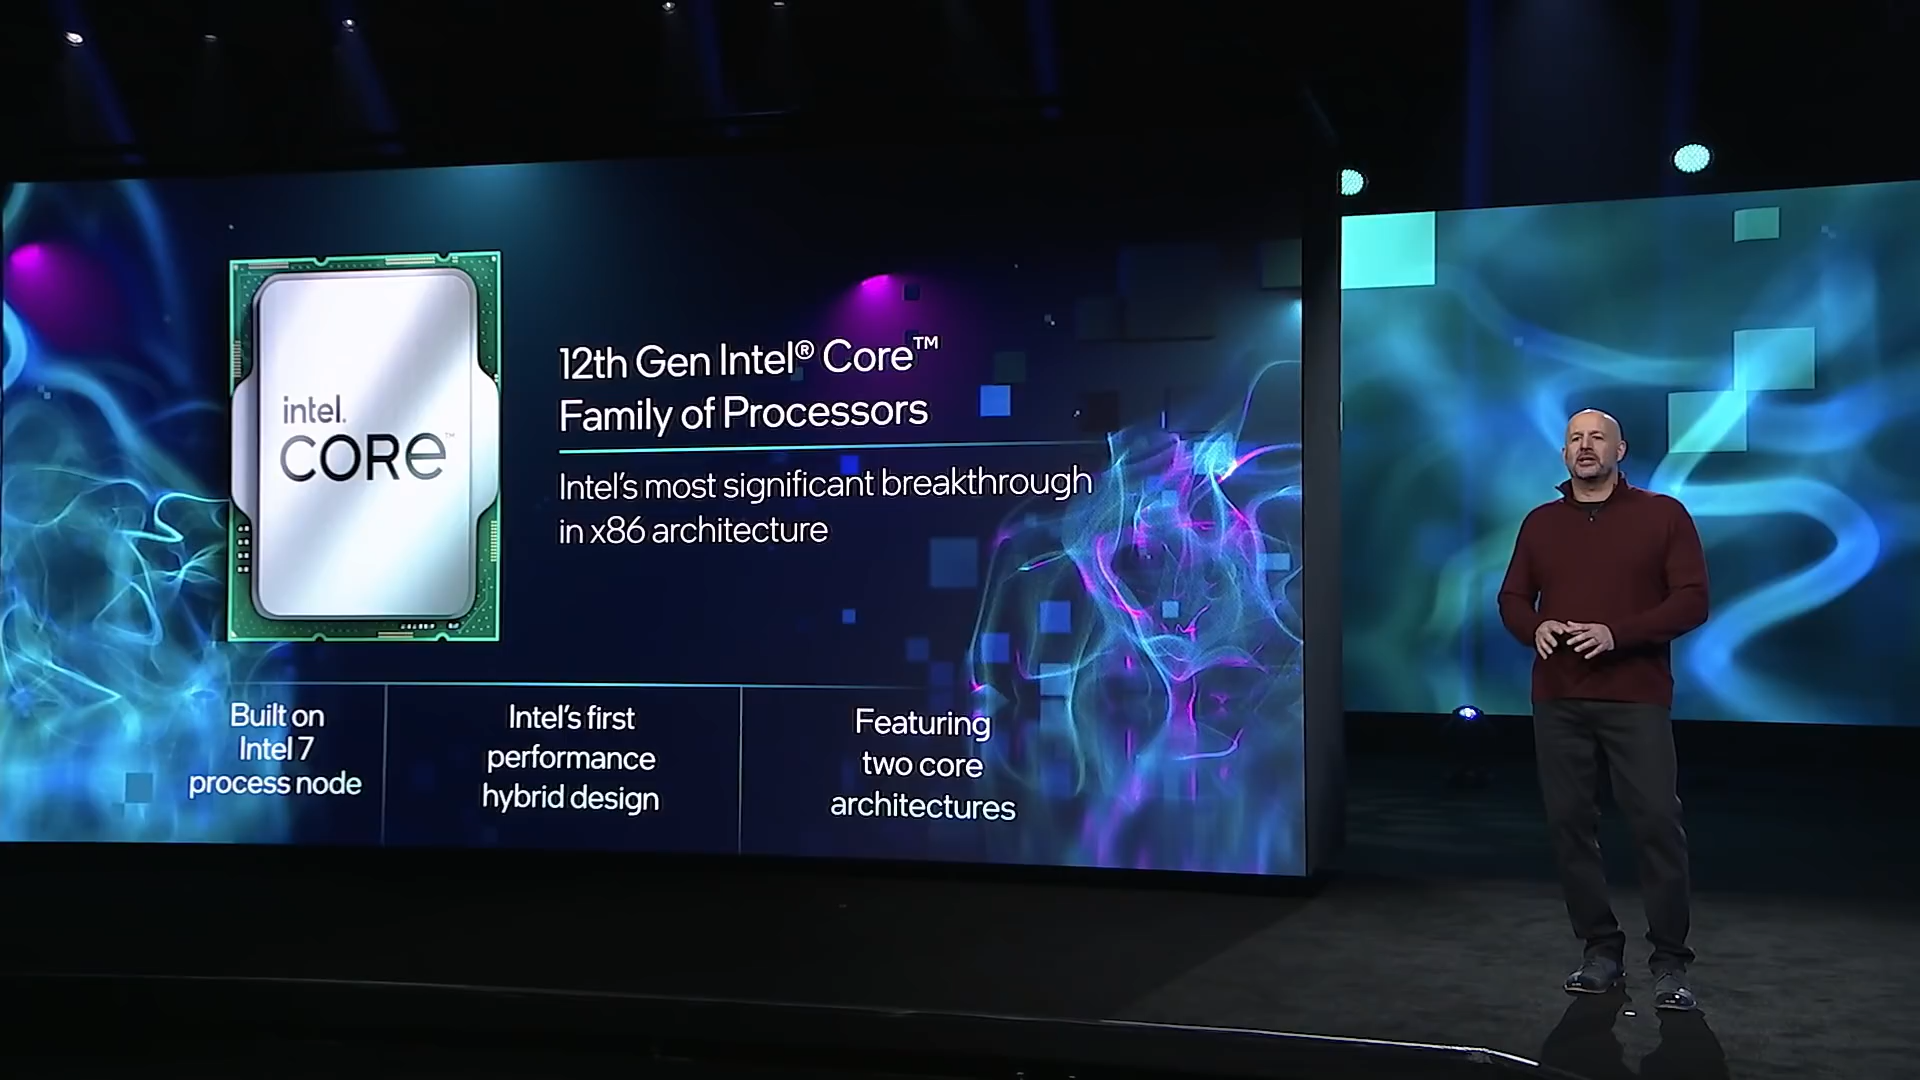 intel.
CORE™
12th Gen Intel® Core™
Family of Processors
Intel's most significant breakthrough
in x86 architecture
Built on
Intel 7
process node
Intel's first
performance
hybrid design
Featuring
two core
architectures